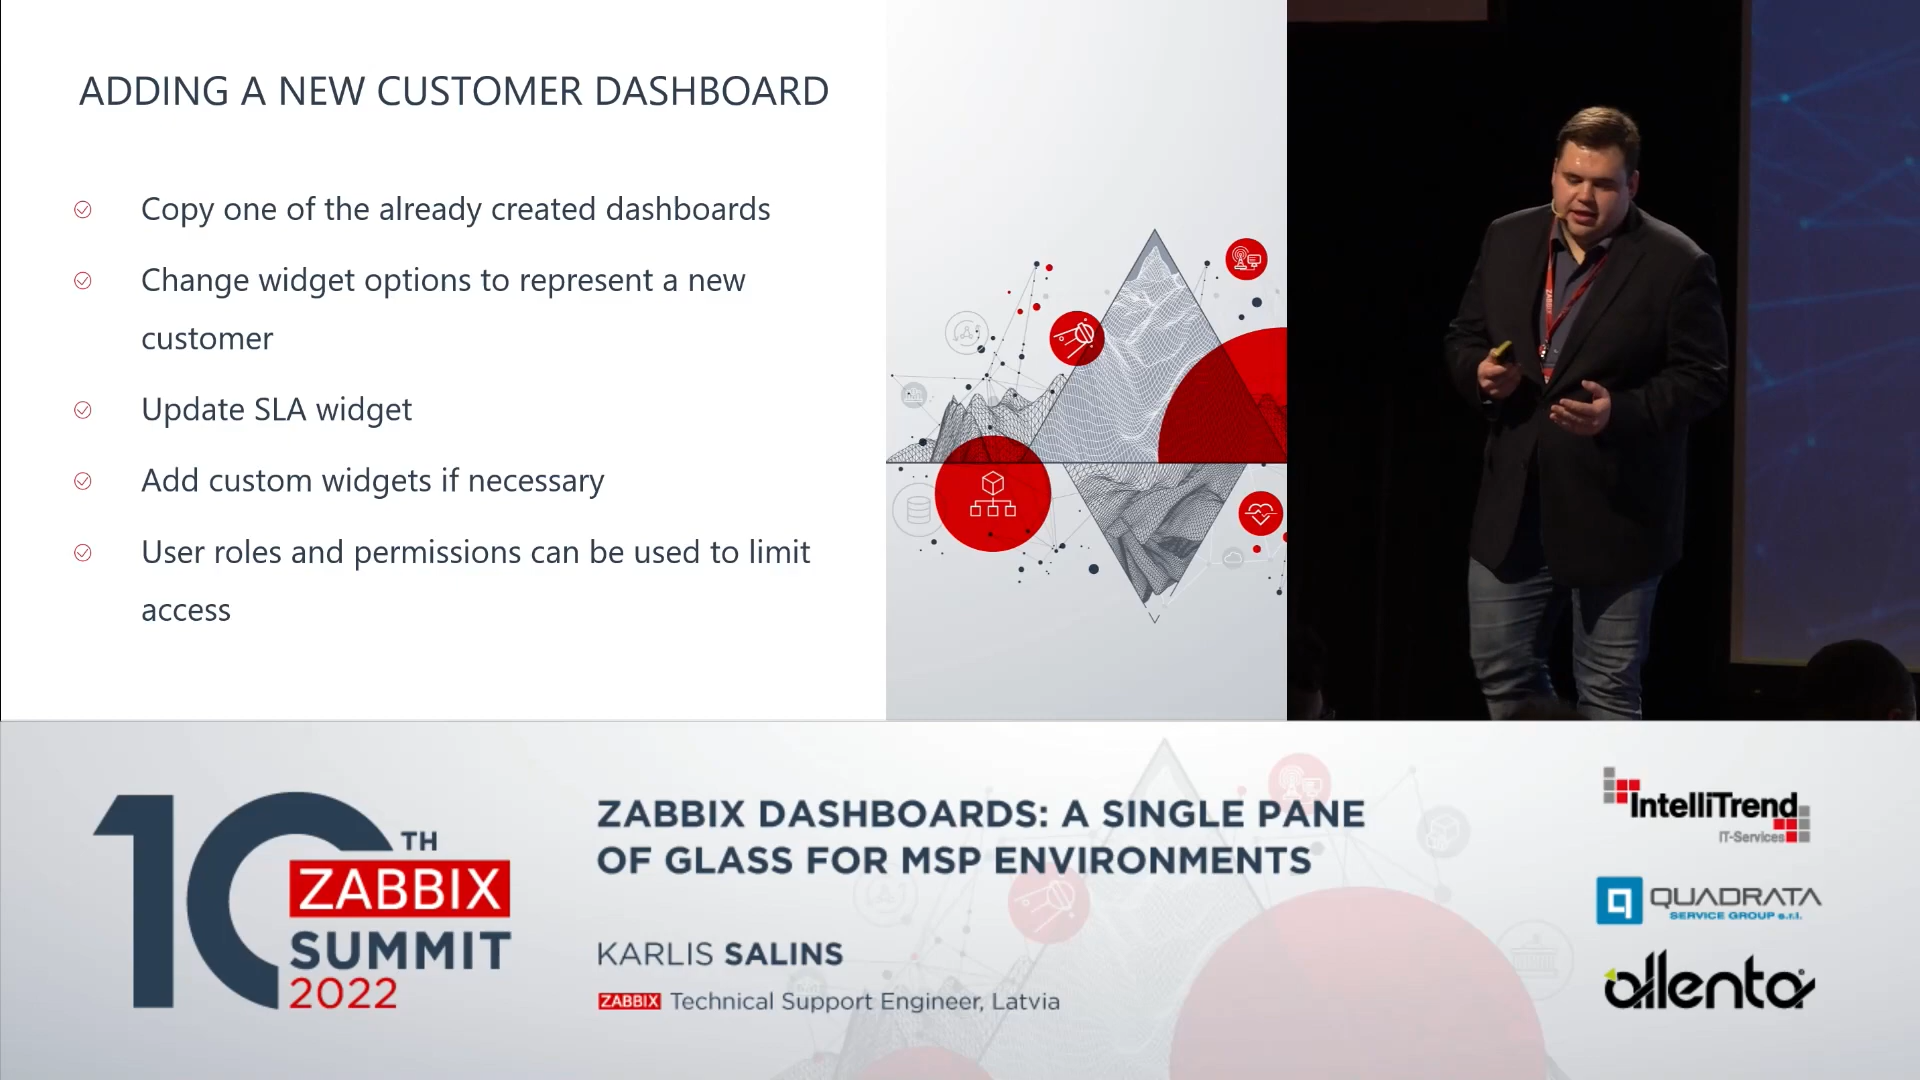 ADDING A NEW CUSTOMER DASHBOARD
Copy one of the already created dashboards
Change widget options to represent a new
customer
Update SLA widget
Add custom widgets if necessary
User roles and permissions can be used to limit
access
ZABBIX
10TH
ZABBIX
SUMMIT
2022
ZABBIX DASHBOARDS: A SINGLE PANE
OF GLASS FOR MSP ENVIRONMENTS
KARLIS SALINS
ZABBIX Technical Support Engineer, Latvia
IntelliTrend
IT-Services
QUADRATA
SERVICE GROUP s.r.l.
allenta